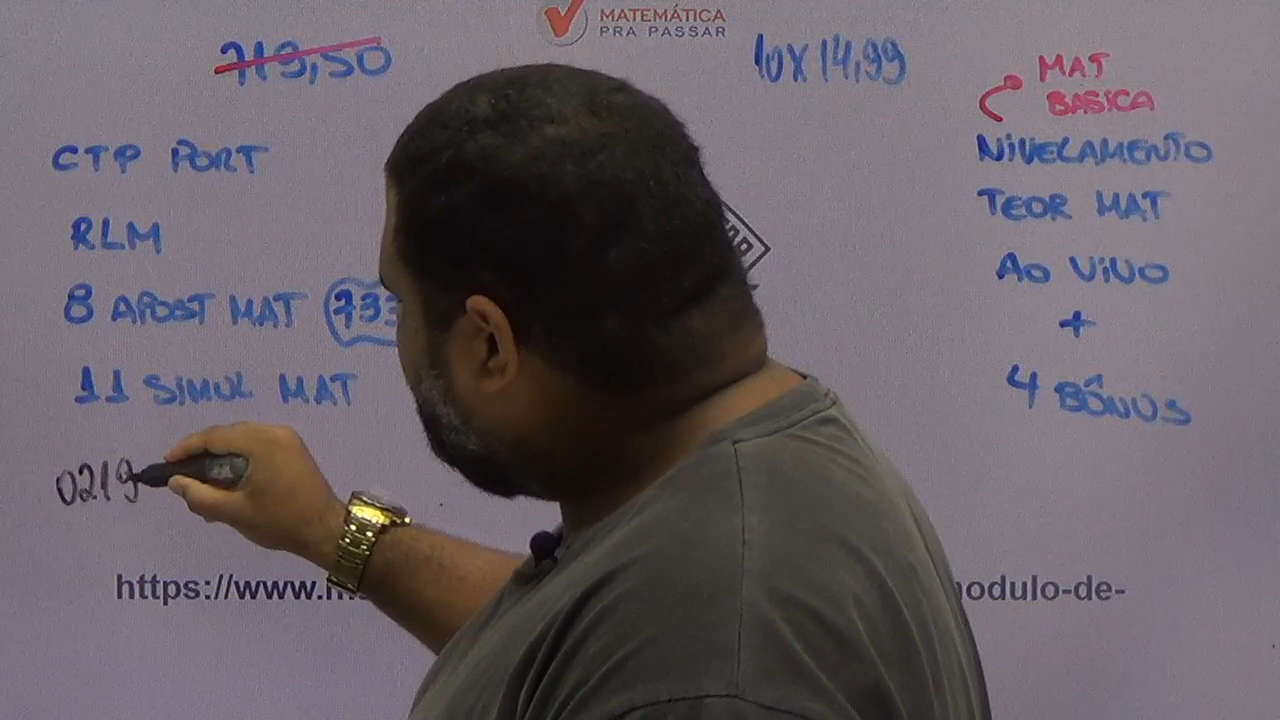 MATEMÁTICA
PRA PASSAR
719,50
10X 14,99
CTP PORT
RLM
8 APOST MAT (733
11 SIMUL MAT
0219
MAT
BÁSICA
NIVELAMENTO
TEOR MAT
AO VIVO
+
4 BÔNUS
https://www.m
odulo-de-